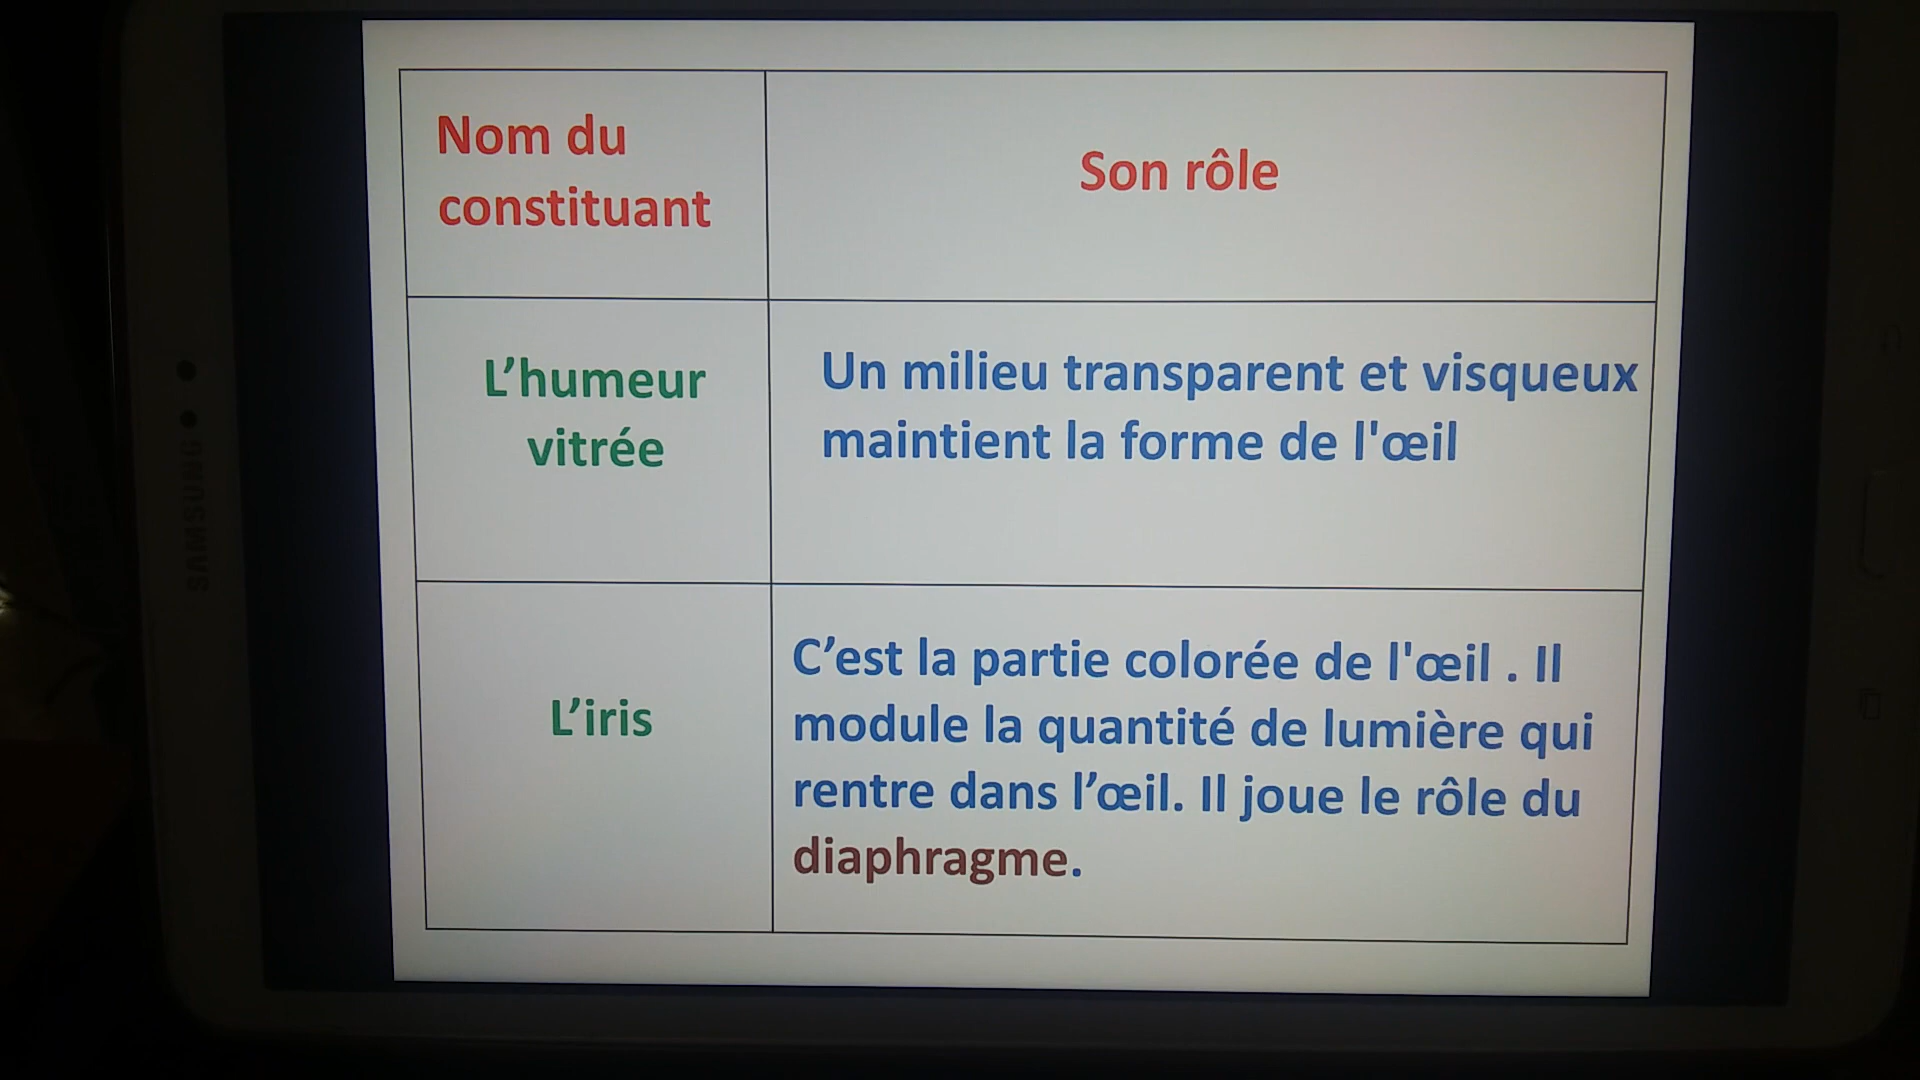 Nom du
constituant
Son rôle
L’humeur
vitrée
Un milieu transparent et visqueux
maintient la forme de l'œil
L’iris
C’est la partie colorée de l'œil . Il
module la quantité de lumière qui
rentre dans l’œil. Il joue le rôle du
diaphragme.
SAMSUNG